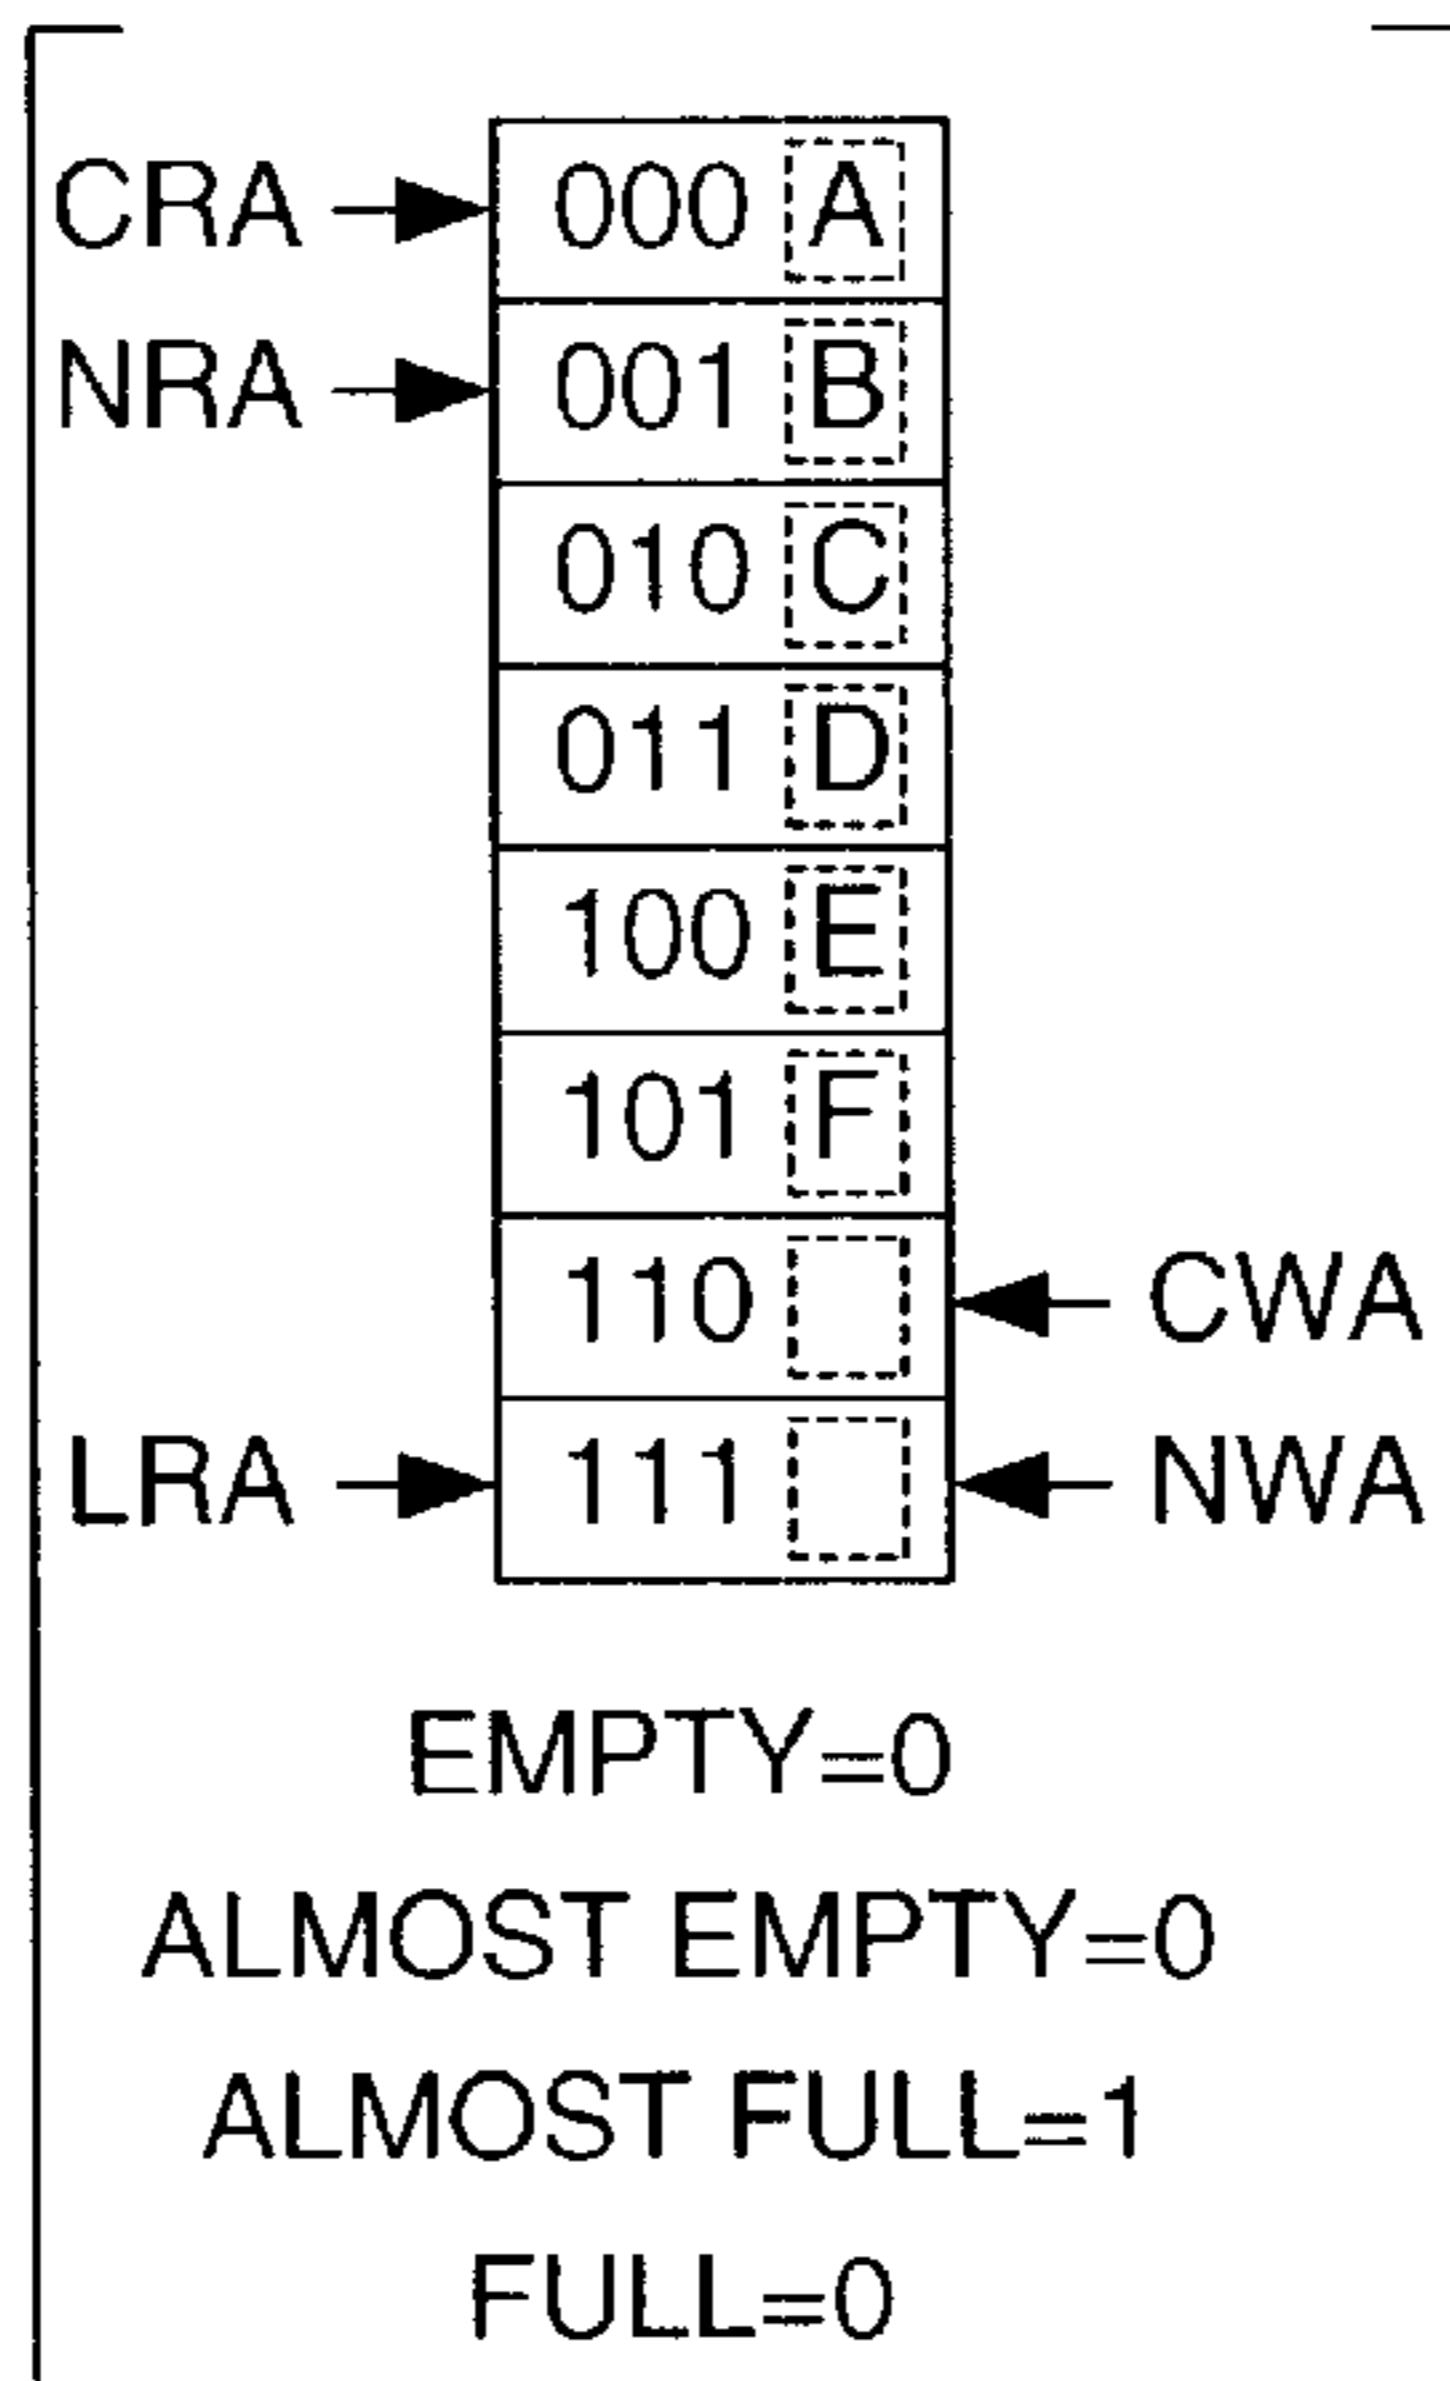 CRA 000 A
NRA 001 B
010 C
011 D
100 E
101 F
110 CWA
LRA 111 NWA
EMPTY=0
ALMOST EMPTY=0
ALMOST FULL=1
FULL=0